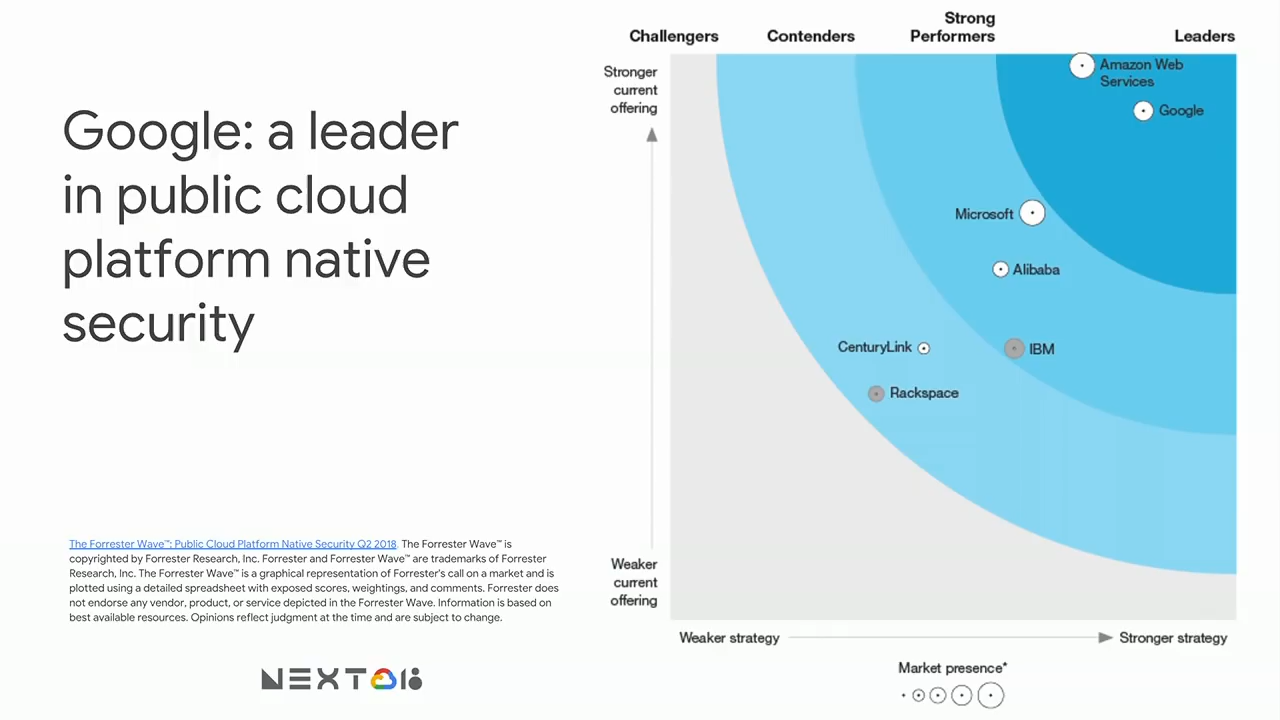 Google: a leader
in public cloud
platform native
security
The Forrester Wave™: Public Cloud Platform Native Security Q2 2018. The Forrester Wave™ is
copyrighted by Forrester Research, Inc. Forrester and Forrester Wave™ are trademarks of Forrester
Research, Inc. The Forrester Wave™ is a graphical representation of Forrester's call on a market and is
plotted using a detailed spreadsheet with exposed scores, weightings, and comments. Forrester does
not endorse any vendor, product, or service depicted in the Forrester Wave. Information is based on
best available resources. Opinions reflect judgment at the time and are subject to change.
NEXT 18
Challengers
Contenders
Strong
Performers
Leaders
Stronger
current
offering
Amazon Web
Services
Google
Microsoft
Alibaba
CenturyLink
IBM
Rackspace
Weaker
current
offering
Weaker strategy
Stronger strategy
Market presence*